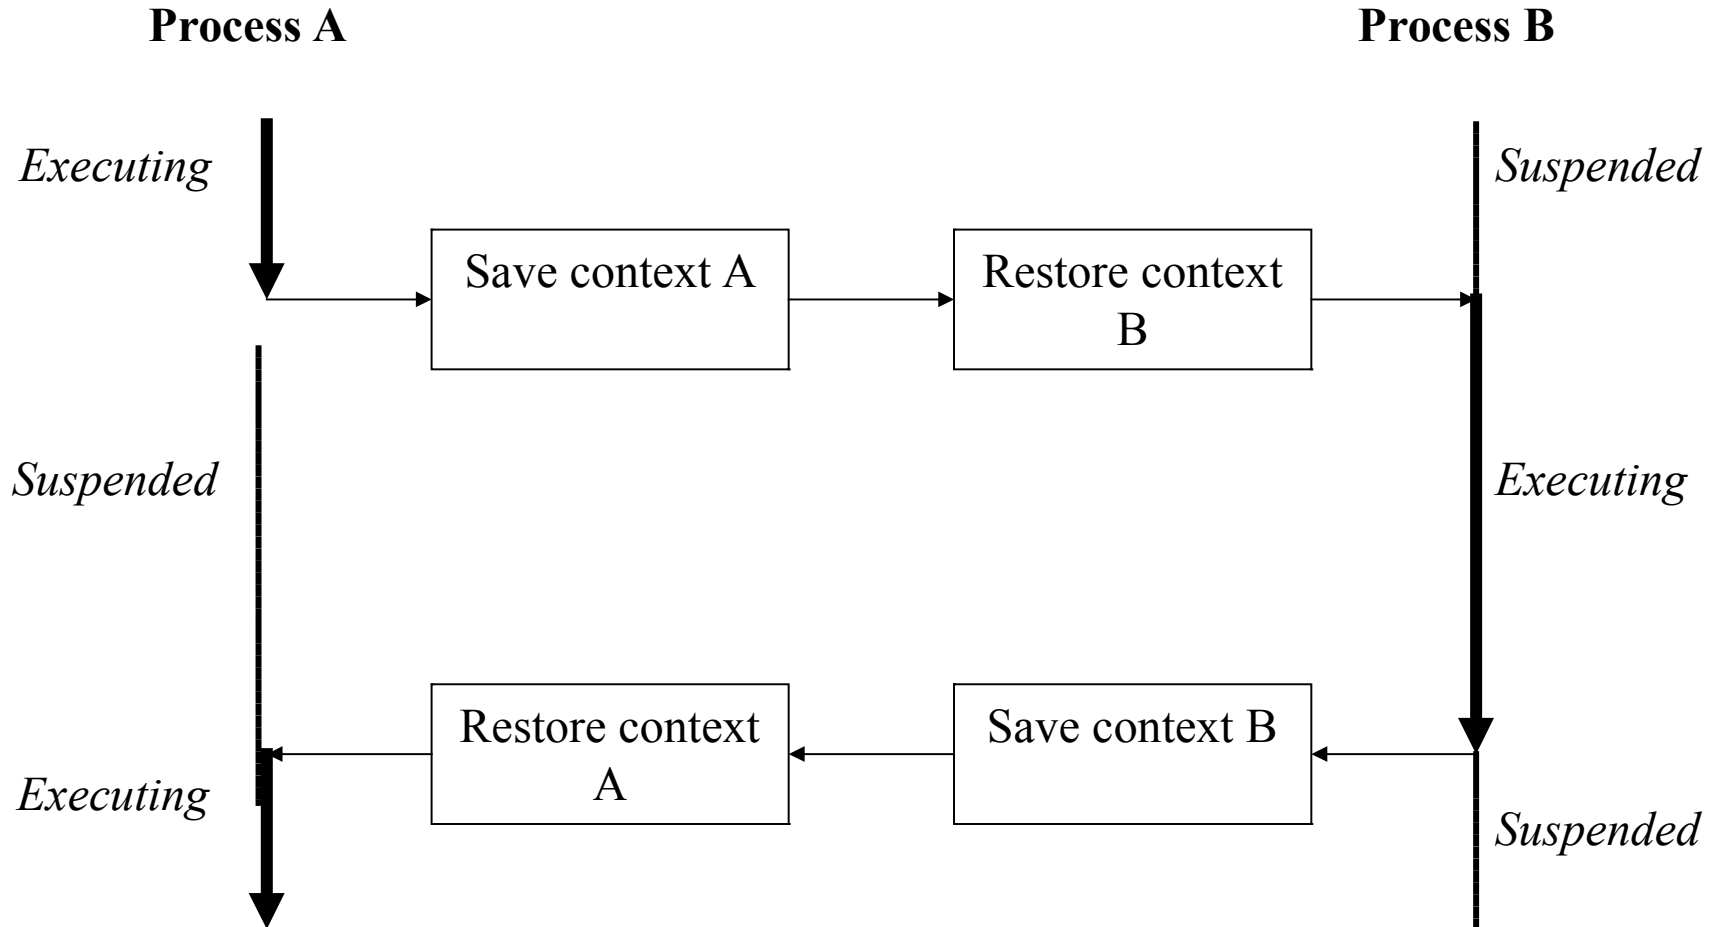 Process A
Process B
Executing
Suspended
Save context A
Restore context
B
Suspended
Executing
Restore context
A
Save context B
Executing
Suspended